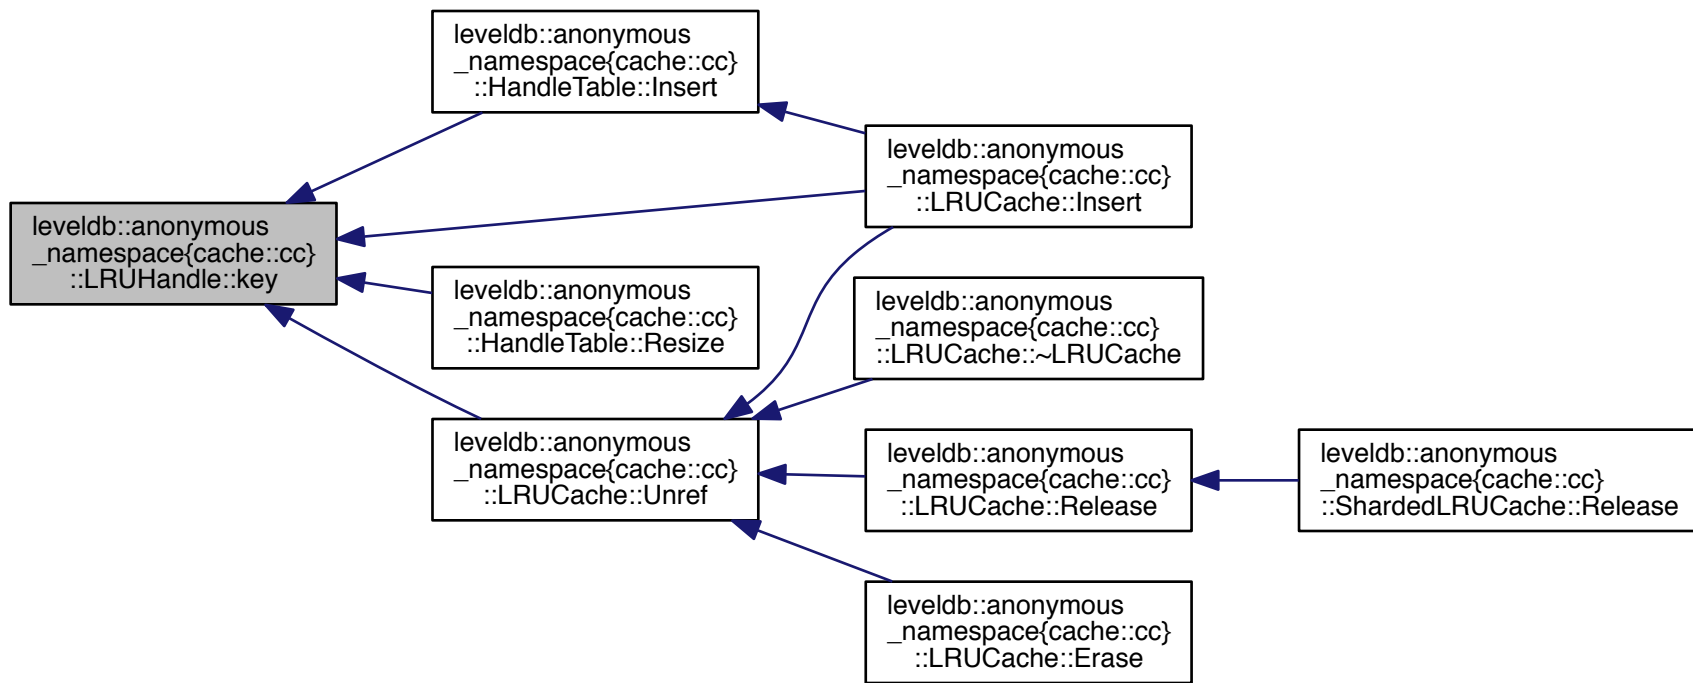 leveldb::anonymous
_namespace{cache::cc}
::HandleTable::Insert
leveldb::anonymous
_namespace{cache::cc}
::LRUCache::Insert
leveldb::anonymous
_namespace{cache::cc}
::LRUHandle::key
leveldb::anonymous
_namespace{cache::cc}
::HandleTable::Resize
leveldb::anonymous
_namespace{cache::cc}
::LRUCache::~LRUCache
leveldb::anonymous
_namespace{cache::cc}
::LRUCache::Unref
leveldb::anonymous
_namespace{cache::cc}
::LRUCache::Release
leveldb::anonymous
_namespace{cache::cc}
::ShardedLRUCache::Release
leveldb::anonymous
_namespace{cache::cc}
::LRUCache::Erase